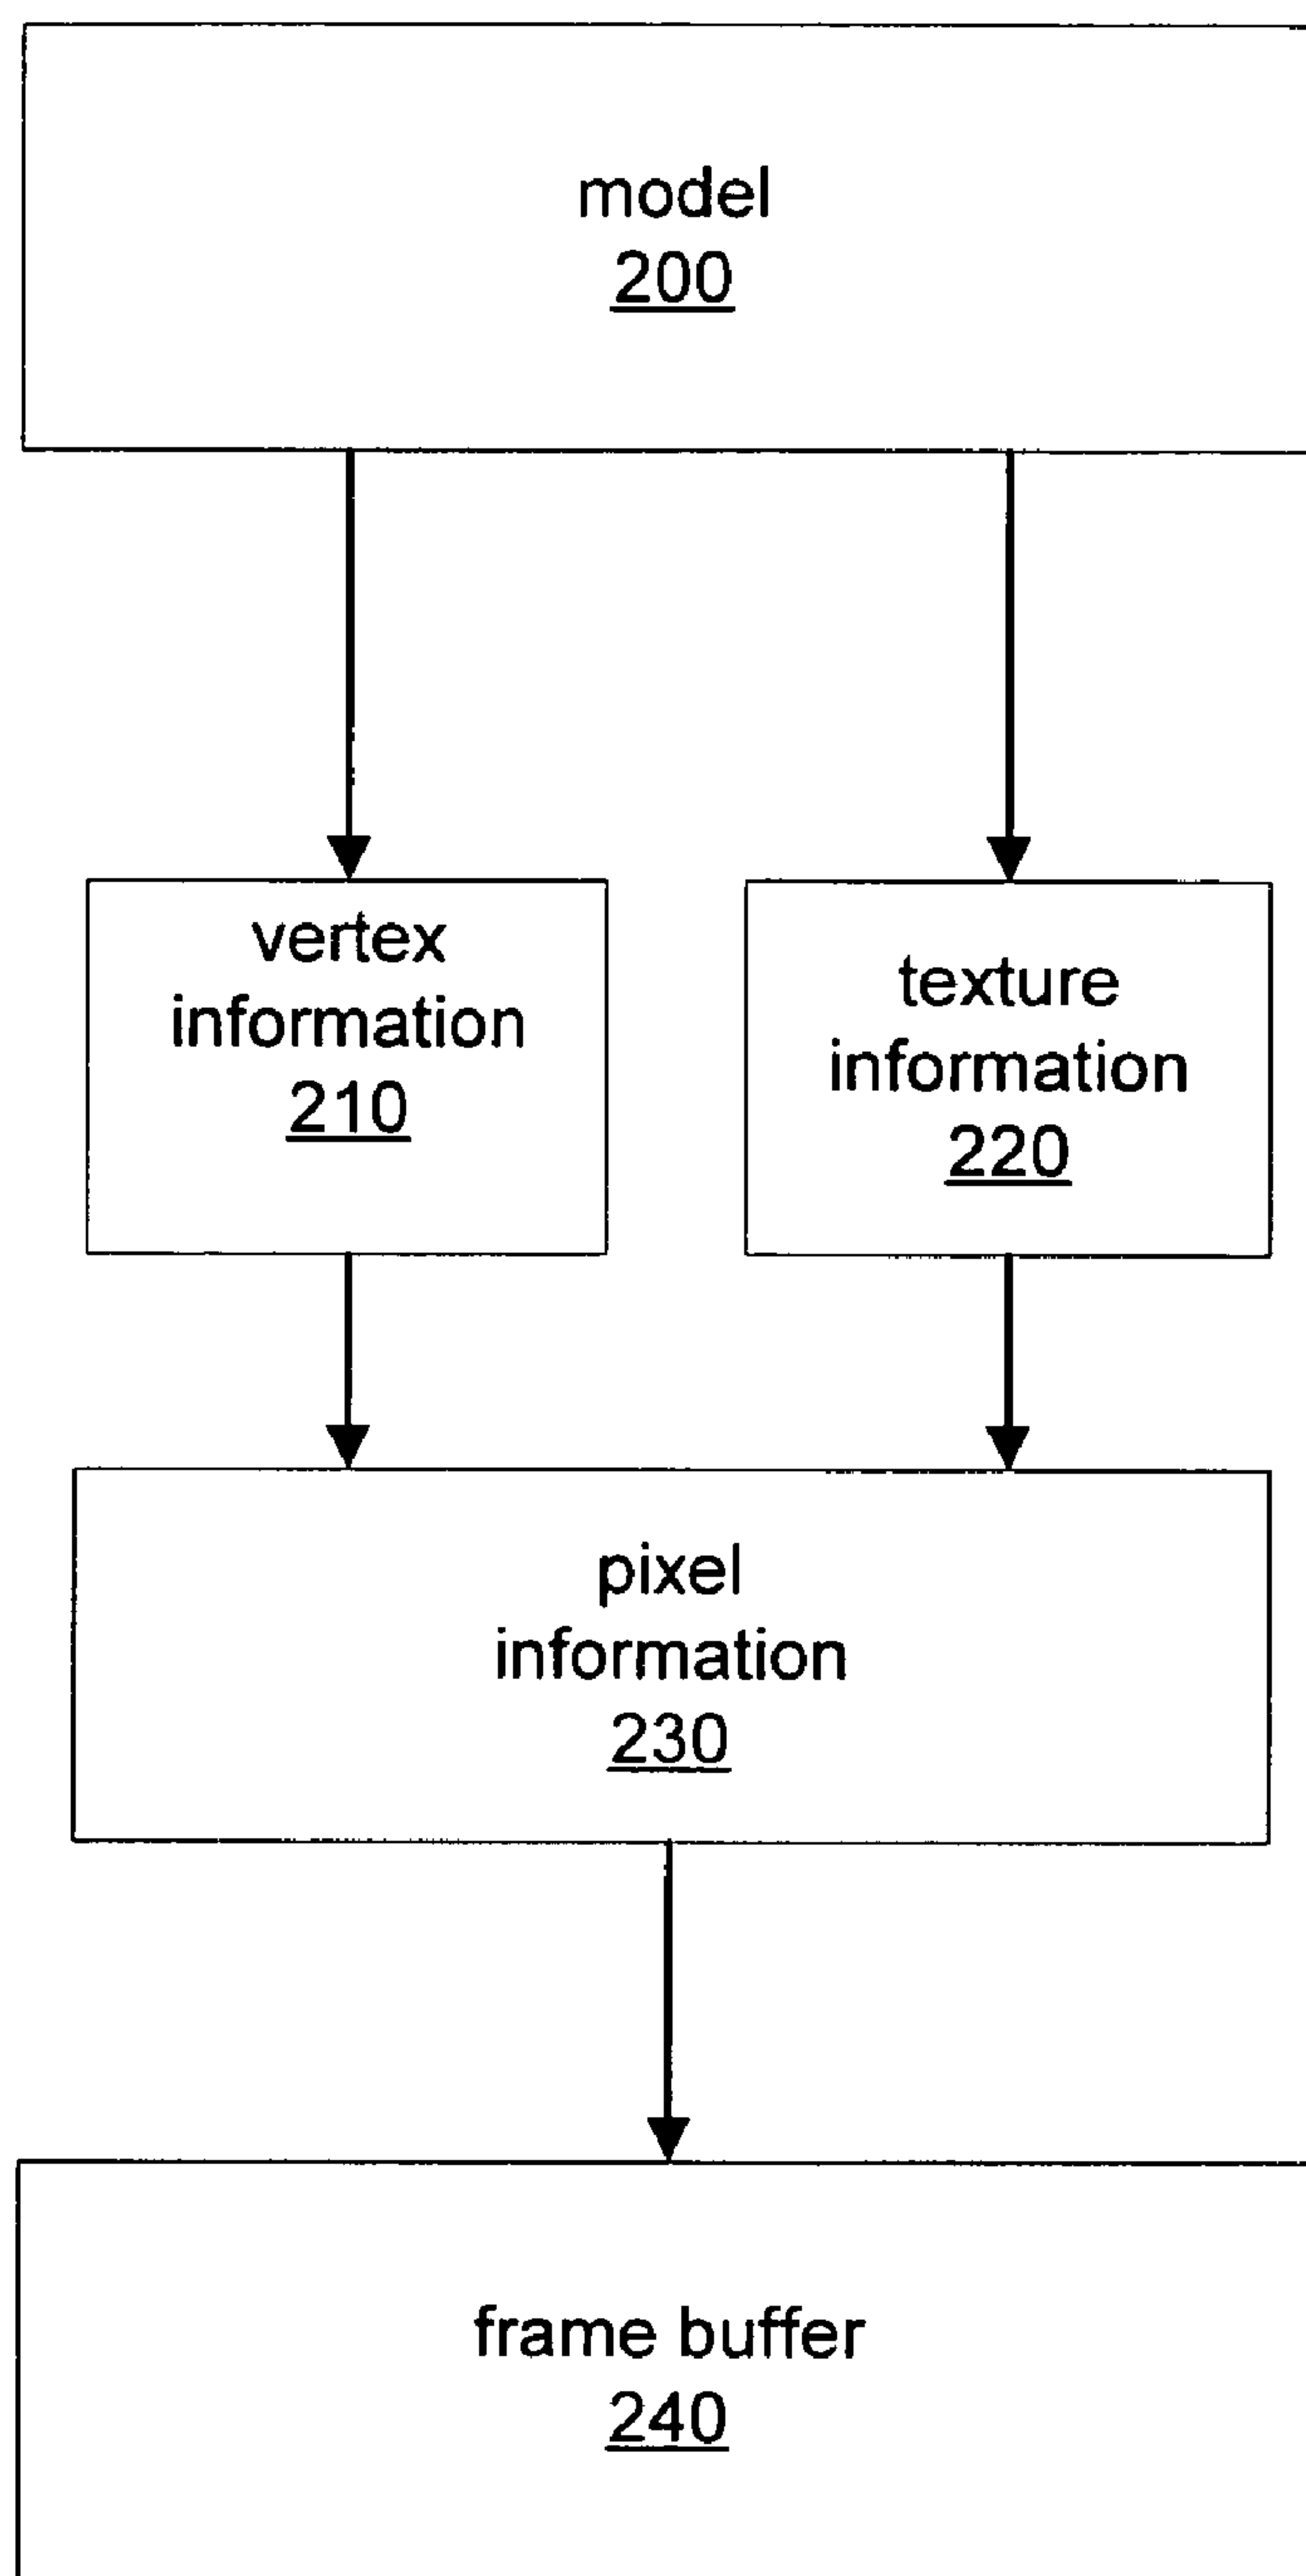 model
200
vertex
information
210
texture
information
220
pixel
information
230
frame buffer
240